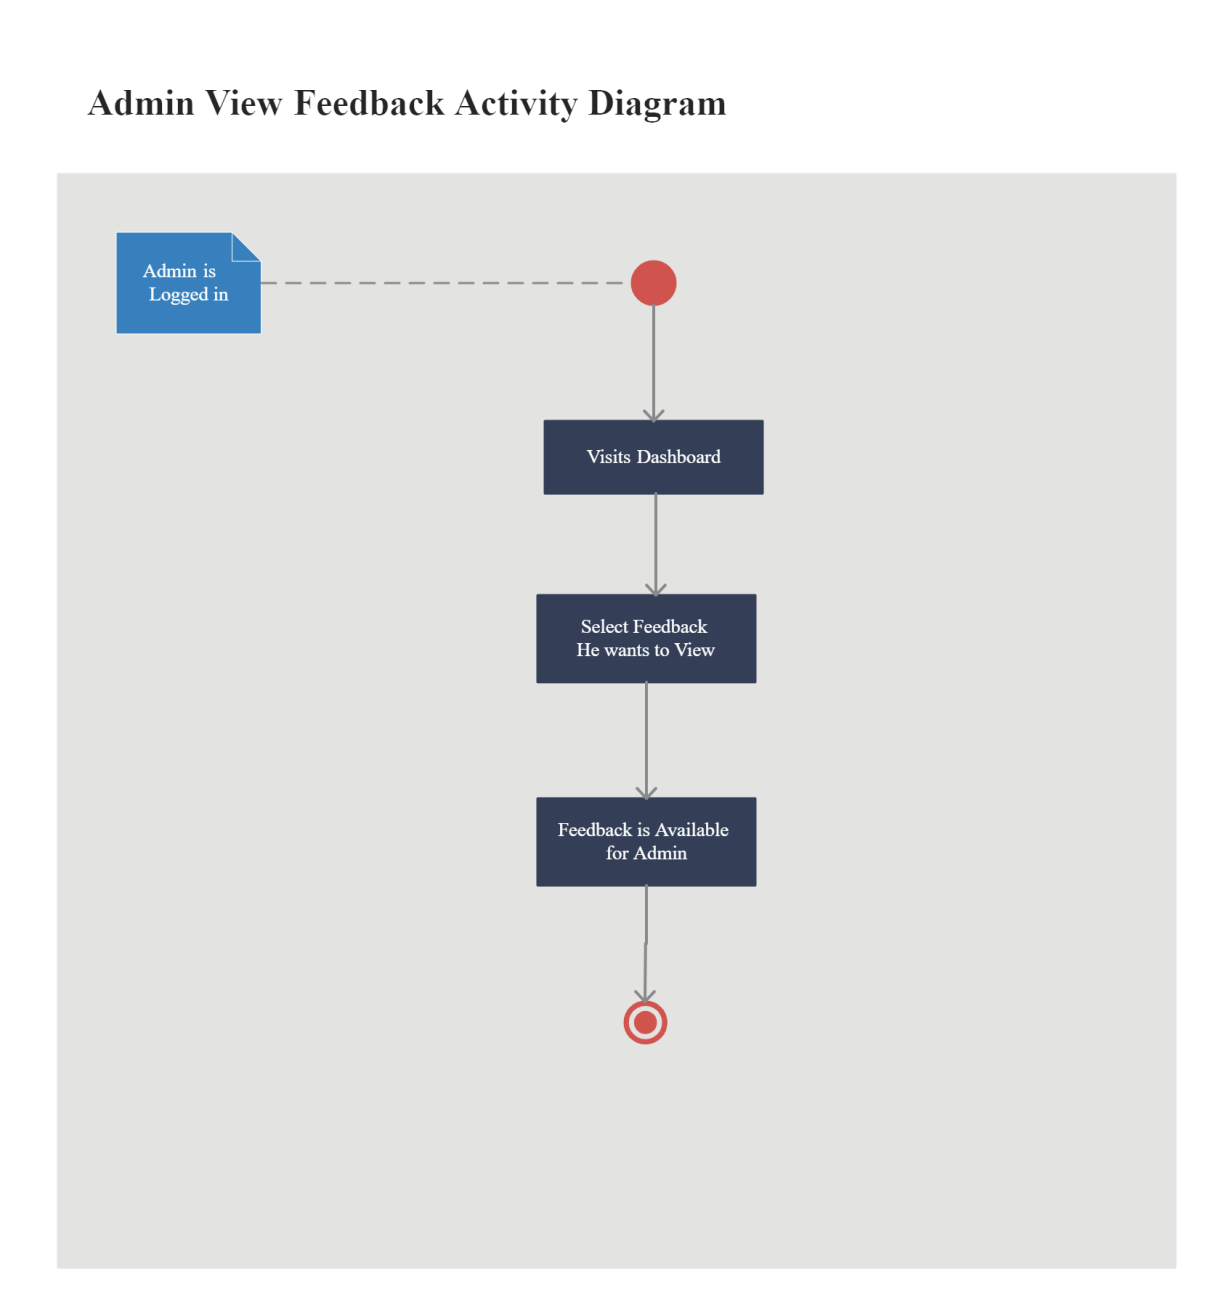 Admin View Feedback Activity Diagram
Admin is
Logged in
Visits Dashboard
Select Feedback
He wants to View
Feedback is Available
for Admin